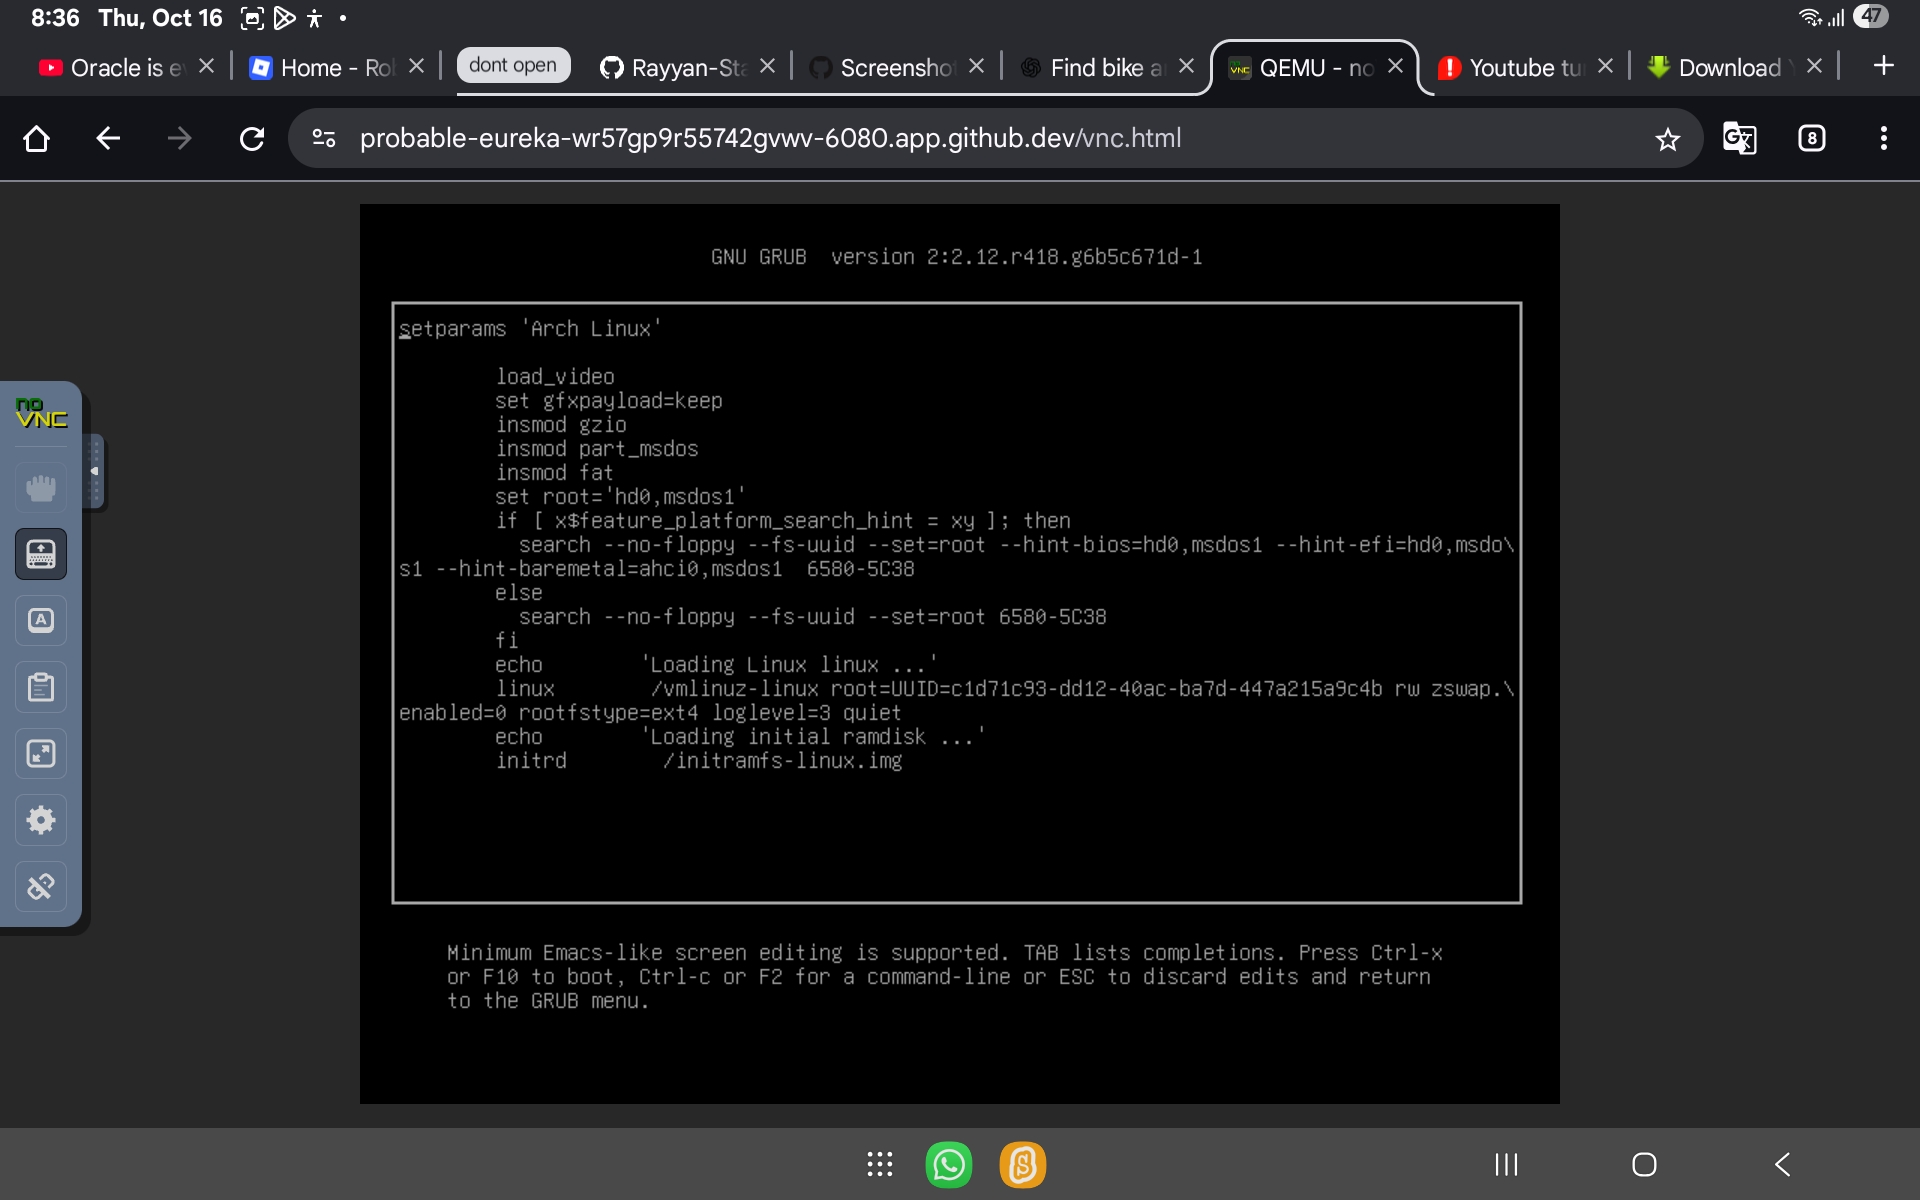 8:36 Thu, Oct 16
47
Oracle is e
Home - Ro
dont open
Rayyan-Sta
Screensho
Find bike a
QEMU - no
Youtube tu
Download
probable-eureka-wr57gp9r55742gvwv-6080.app.github.dev/vnc.html
8
GNU GRUB version 2:2.12.r418.g6b5c671d-1
setparams 'Arch Linux'
load_video
set gfxpayload=keep
insmod gzio
insmod part_msdos
insmod fat
set root='hd0,msdos1'
if [ x$feature_platform_search_hint = xy ]; then
search --no-floppy --fs-uuid --set=root --hint-bios=hd0,msdos1 --hint-efi=hd0,msdo\
s1 --hint-baremetal=ahci0,msdos1 6580-5C38
else
search --no-floppy --fs-uuid --set=root 6580-5C38
fi
echo 'Loading Linux linux ...'
linux /vmlinuz-linux root=UUID=c1d71c93-dd12-40ac-ba7d-447a215a9c4b rw zswap.\
enabled=0 rootfstype=ext4 loglevel=3 quiet
echo 'Loading initial ramdisk ...'
initrd /initramfs-linux.img
Minimum Emacs-like screen editing is supported. TAB lists completions. Press Ctrl-x
or F10 to boot, Ctrl-c or F2 for a command-line or ESC to discard edits and return
to the GRUB menu.
no
VNC
A